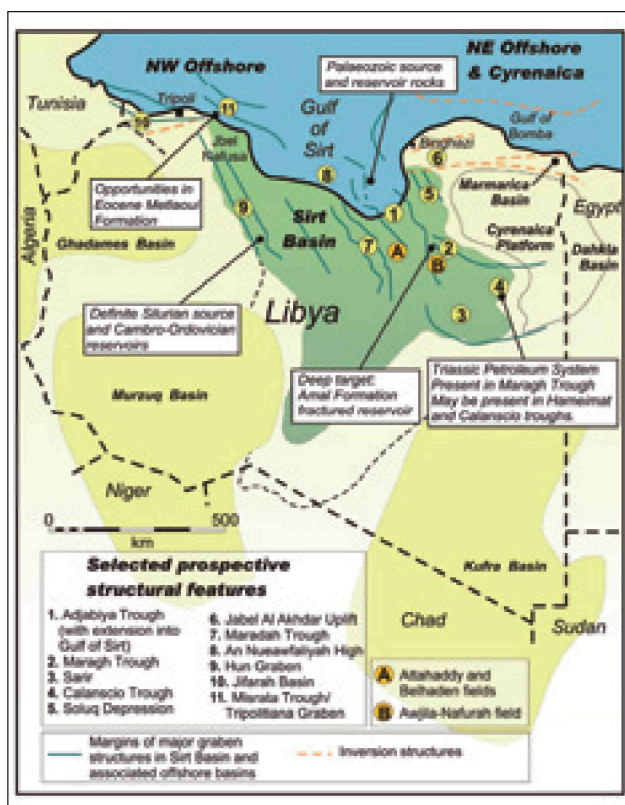 NW Offshore
NE Offshore
& Cyrenaica
Palaeozoic source
and reservoir rocks
Tunisia
Tripoli
11
10
Gulf
of
Sirt
Gulf of
Bomba
Binghazi
6
Jbel
Nafusa
8
Opportunities in
Eocene Metlaoui
Formation
5
Marmarica
Basin
Egypt
Algeria
9
1
Sirt
Basin
Cyrenaica
Platform
Dahkla
Basin
Ghadames Basin
7
A
2
B
4
3
Libya
Definite Silurian source
and Cambro-Ordovician
reservoirs
Deep target:
Amal Formation
fractured reservoir
Triassic Petroleum System
Present in Maragh Trough
May be present in Hameimat
and Calanscio troughs.
Murzuq Basin
Niger
0 500
km
Kufra Basin
Chad
Sudan
Selected prospective
structural features
1. Adjabiya Trough
(with extension into
Gulf of Sirt)
2. Maragh Trough
3. Sarir
4. Calanscio Trough
5. Soluq Depression
6. Jabel Al Akhdar Uplift
7. Maradah Trough
8. An Nueawfaliyah High
9. Hun Graben
10. Jifarah Basin
11. Misrata Trough/
Tripolitiana Graben
A Attahaddy and
Belhaden fields
B Awjila-Nafurah field
Margins of major graben
structures in Sirt Basin and
associated offshore basins
Inversion structures